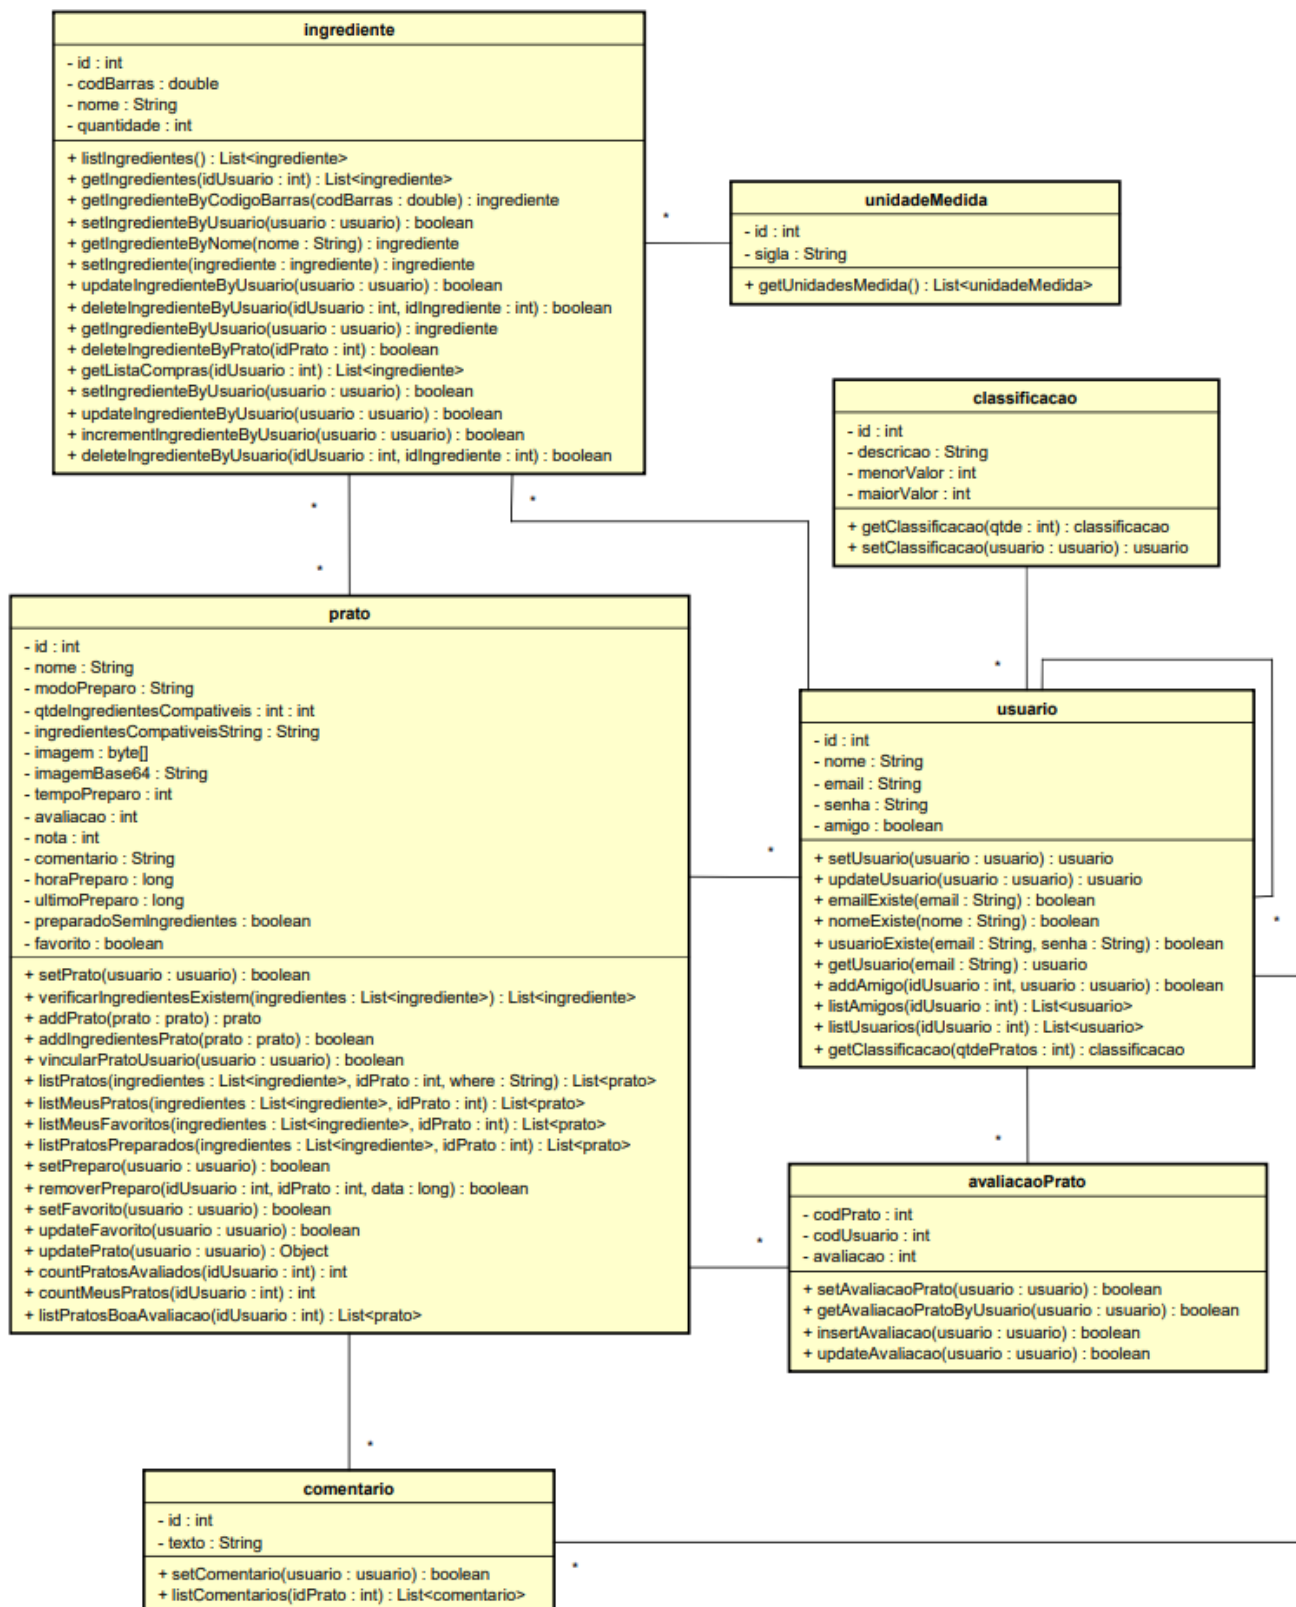 ingrediente
- id : int
- codBarras : double
- nome : String
- quantidade : int
+ listIngredientes() : List<ingrediente>
+ getIngredientes(idUsuario : int) : List<ingrediente>
+ getIngredienteByCodigoBarras(codBarras : double) : ingrediente
+ setIngredienteByUsuario(usuario : usuario) : boolean
+ getIngredienteByNome(nome : String) : ingrediente
+ setIngrediente(ingrediente : ingrediente) : ingrediente
+ updateIngredienteByUsuario(usuario : usuario) : boolean
+ deleteIngredienteByUsuario(idUsuario : int, idIngrediente : int) : boolean
+ getIngredienteByUsuario(usuario : usuario) : ingrediente
+ deleteIngredienteByPrato(idPrato : int) : boolean
+ getListaCompras(idUsuario : int) : List<ingrediente>
+ setIngredienteByUsuario(usuario : usuario) : boolean
+ updateIngredienteByUsuario(usuario : usuario) : boolean
+ incrementIngredienteByUsuario(usuario : usuario) : boolean
+ deleteIngredienteByUsuario(idUsuario : int, idIngrediente : int) : boolean
*
unidadeMedida
- id : int
- sigla : String
+ getUnidadesMedida() : List<unidadeMedida>
classificacao
- id : int
- descricao : String
- menorValor : int
- maiorValor : int
+ getClassificacao(qtde : int) : classificacao
+ setClassificacao(usuario : usuario) : usuario
*
*
*
*
prato
- id : int
- nome : String
- modoPreparo : String
- qtdeIngredientesCompativeis : int : int
- ingredientesCompativeisString : String
- imagem : byte[]
- imagemBase64 : String
- tempoPreparo : int
- avaliacao : int
- nota : int
- comentario : String
- horaPreparo : long
- ultimoPreparo : long
- preparadoSemIngredientes : boolean
- favorito : boolean
+ setPrato(usuario : usuario) : boolean
+ verificarIngredientesExistem(ingredientes : List<ingrediente>) : List<ingrediente>
+ addPrato(prato : prato) : prato
+ addIngredientesPrato(prato : prato) : boolean
+ vincularPratoUsuario(usuario : usuario) : boolean
+ listPratos(ingredientes : List<ingrediente>, idPrato : int, where : String) : List<prato>
+ listMeusPratos(ingredientes : List<ingrediente>, idPrato : int) : List<prato>
+ listMeusFavoritos(ingredientes : List<ingrediente>, idPrato : int) : List<prato>
+ listPratosPreparados(ingredientes : List<ingrediente>, idPrato : int) : List<prato>
+ setPreparo(usuario : usuario) : boolean
+ removerPreparo(idUsuario : int, idPrato : int, data : long) : boolean
+ setFavorito(usuario : usuario) : boolean
+ updateFavorito(usuario : usuario) : boolean
+ updatePrato(usuario : usuario) : Object
+ countPratosAvaliados(idUsuario : int) : int
+ countMeusPratos(idUsuario : int) : int
+ listPratosBoaAvaliacao(idUsuario : int) : List<prato>
*
usuario
- id : int
- nome : String
- email : String
- senha : String
- amigo : boolean
+ setUsuario(usuario : usuario) : usuario
+ updateUsuario(usuario : usuario) : usuario
+ emailExiste(email : String) : boolean
+ nomeExiste(nome : String) : boolean
+ usuarioExiste(email : String, senha : String) : boolean
+ getUsuario(email : String) : usuario
+ addAmigo(idUsuario : int, usuario : usuario) : boolean
+ listAmigos(idUsuario : int) : List<usuario>
+ listUsuarios(idUsuario : int) : List<usuario>
+ getClassificacao(qtdePratos : int) : classificacao
*
*
*
avaliacaoPrato
- codPrato : int
- codUsuario : int
- avaliacao : int
+ setAvaliacaoPrato(usuario : usuario) : boolean
+ getAvaliacaoPratoByUsuario(usuario : usuario) : boolean
+ insertAvaliacao(usuario : usuario) : boolean
+ updateAvaliacao(usuario : usuario) : boolean
*
comentario
- id : int
- texto : String
+ setComentario(usuario : usuario) : boolean
+ listComentarios(idPrato : int) : List<comentario>
*